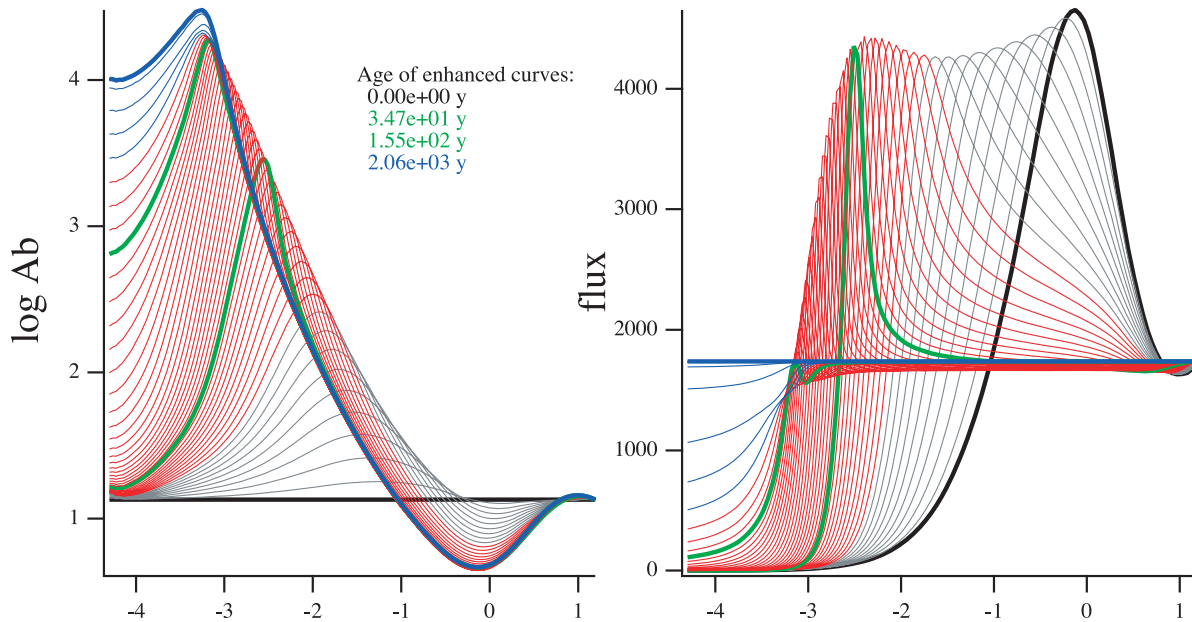 log Ab
4
3
2
1
Age of enhanced curves:
0.00e+00 y
3.47e+01 y
1.55e+02 y
2.06e+03 y
-4 -3 -2 -1 0 1
flux
4000
3000
2000
1000
0
-4 -3 -2 -1 0 1